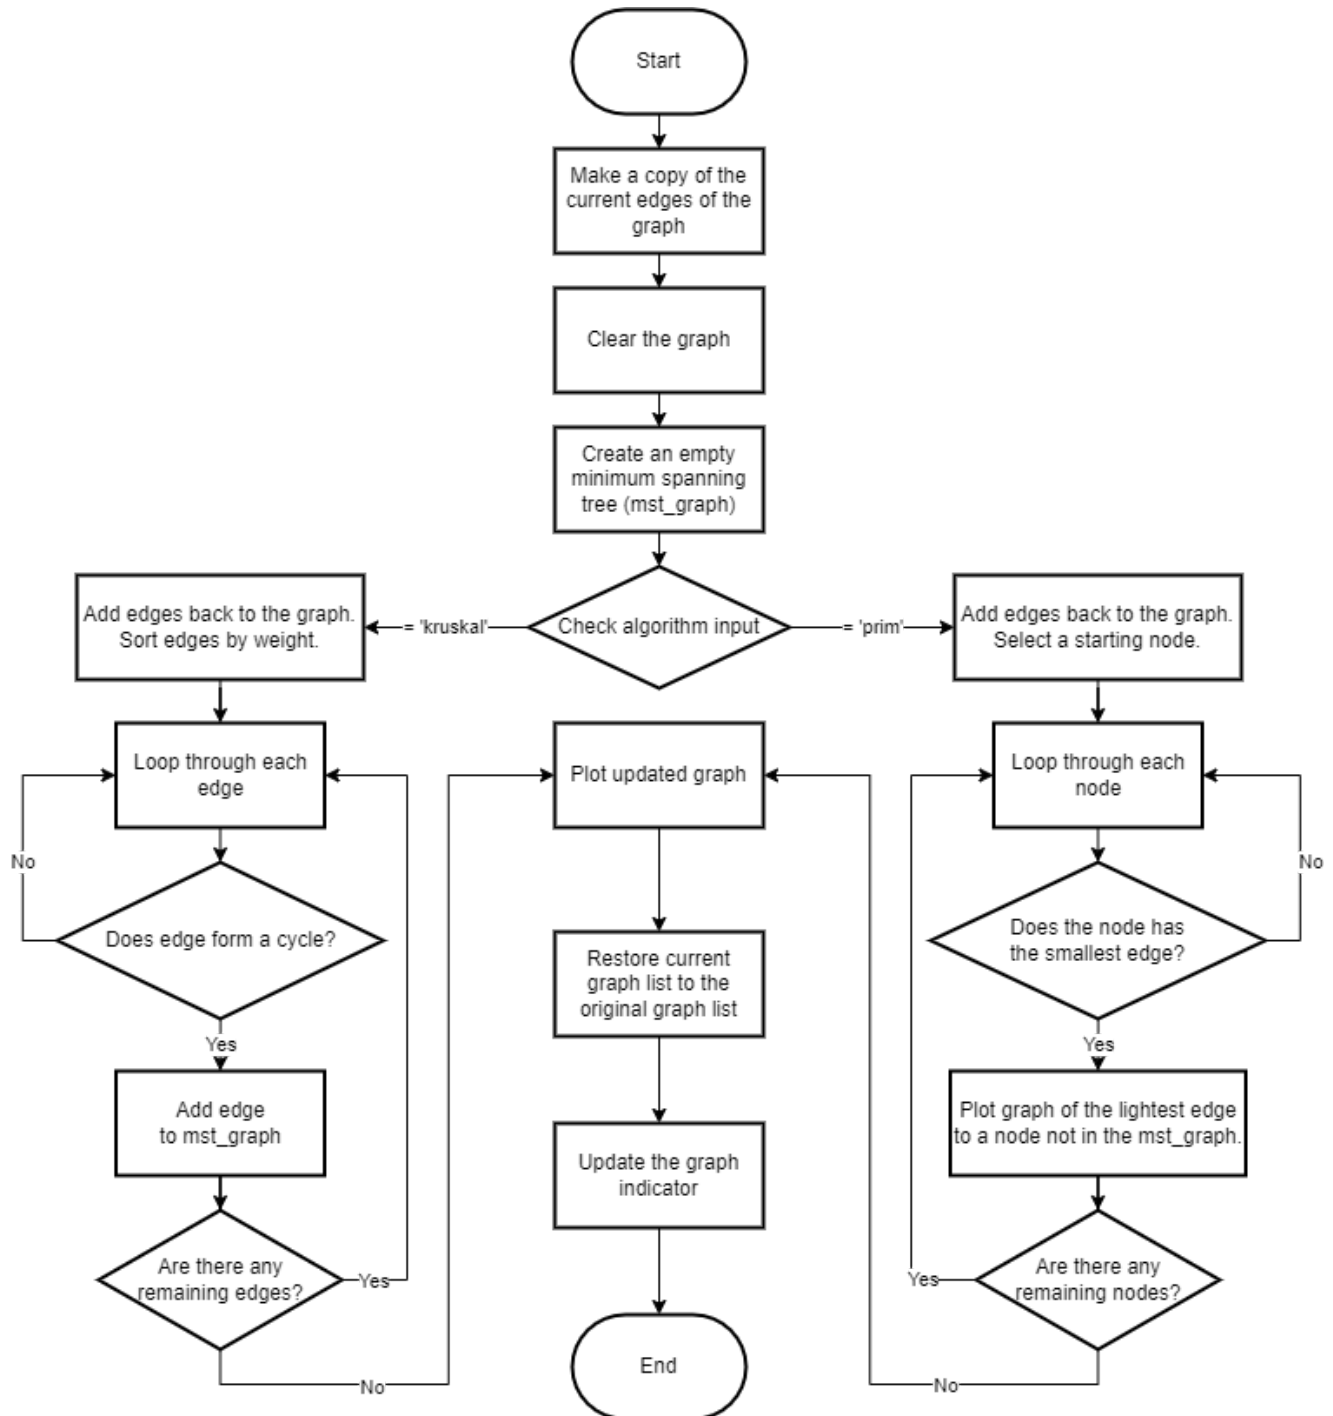 Start
Make a copy of the
current edges of the
graph
Clear the graph
Create an empty
minimum spanning
tree (mst_graph)
Check algorithm input
= 'kruskal'
= 'prim'
Add edges back to the graph.
Sort edges by weight.
Loop through each
edge
No
Does edge form a cycle?
Yes
Add edge
to mst_graph
Are there any
remaining edges?
Yes
No
Add edges back to the graph.
Select a starting node.
Loop through each
node
No
Does the node has
the smallest edge?
Yes
Plot graph of the lightest edge
to a node not in the mst_graph.
Are there any
remaining nodes?
Yes
No
Plot updated graph
Restore current
graph list to the
original graph list
Update the graph
indicator
End